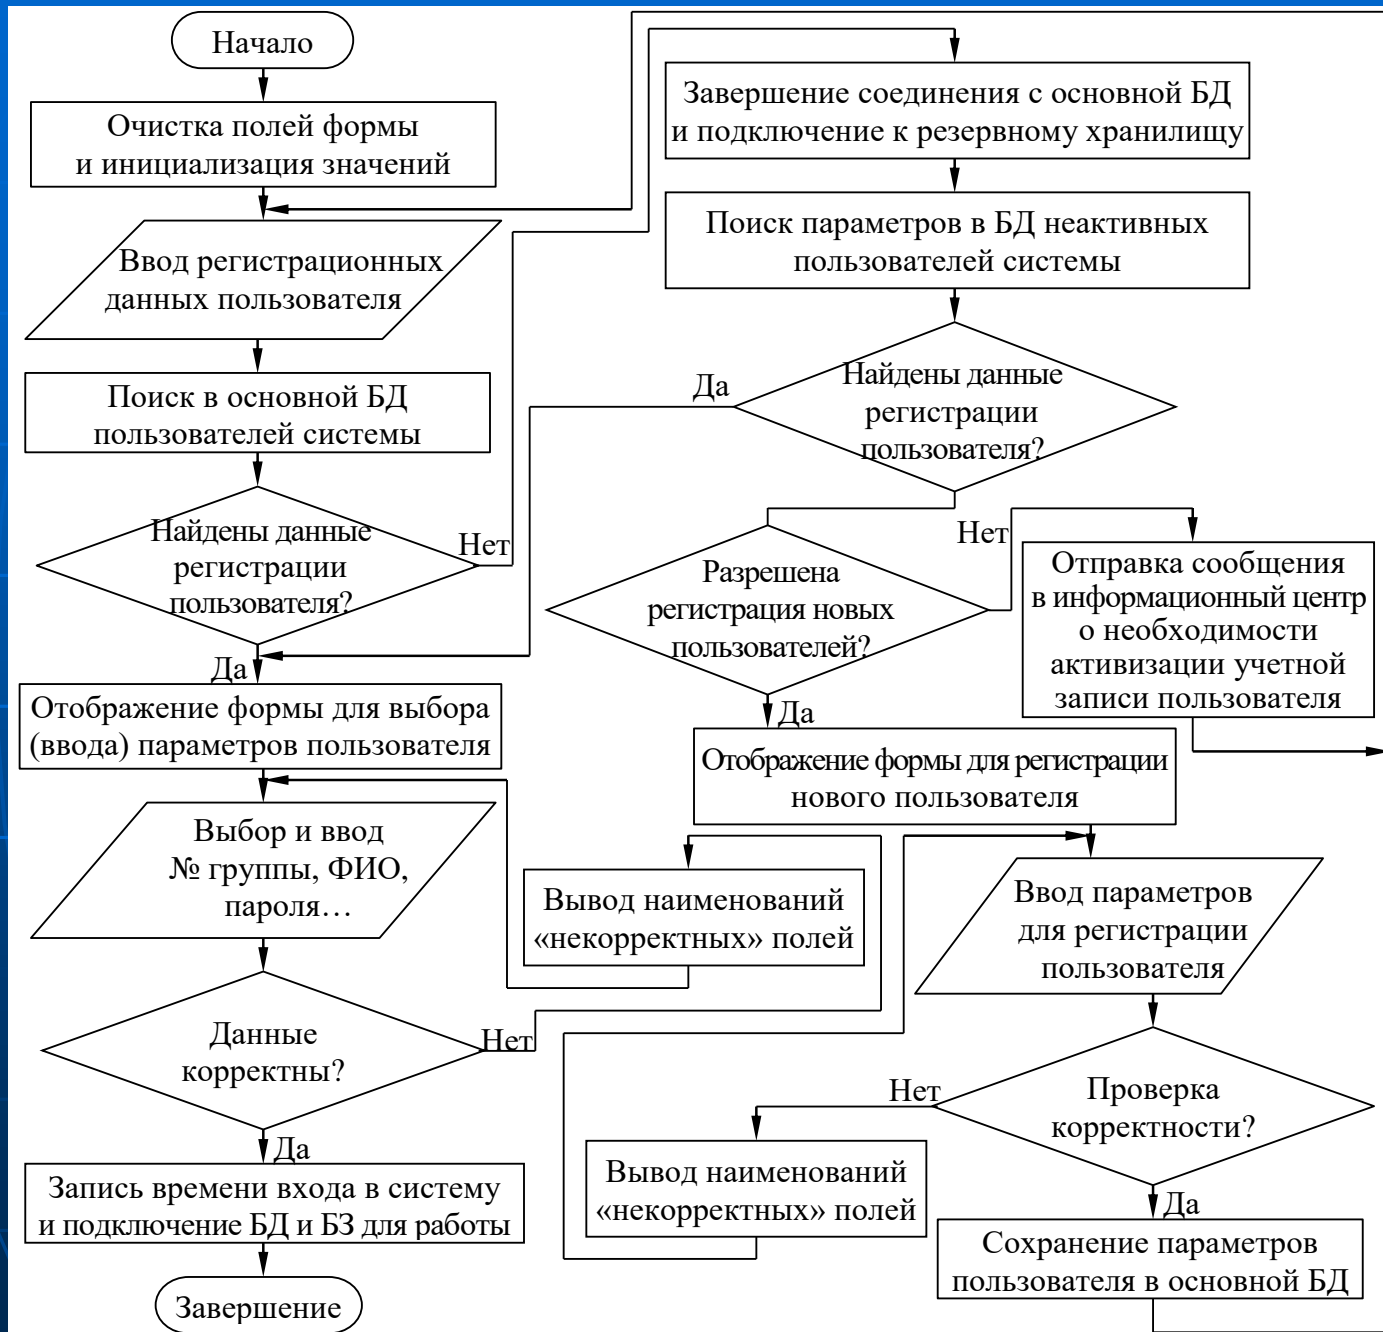 Начало
Очистка полей формы
и инициализация значений
Ввод регистрационных
данных пользователя
Поиск в основной БД
пользователей системы
Найдены данные
регистрации
пользователя?
Нет
Да
Отображение формы для выбора
(ввода) параметров пользователя
Выбор и ввод
№ группы, ФИО,
пароля…
Данные
корректны?
Нет
Да
Запись времени входа в систему
и подключение БД и БЗ для работы
Завершение
Завершение соединения с основной БД
и подключение к резервному хранилищу
Поиск параметров в БД неактивных
пользователей системы
Найдены данные
регистрации
пользователя?
Да
Разрешена
регистрация новых
пользователей?
Нет
Отправка сообщения
в информационный центр
о необходимости
активизации учетной
записи пользователя
Да
Отображение формы для регистрации
нового пользователя
Вывод наименований
«некорректных» полей
Ввод параметров
для регистрации
пользователя
Проверка
корректности?
Нет
Вывод наименований
«некорректных» полей
Да
Сохранение параметров
пользователя в основной БД